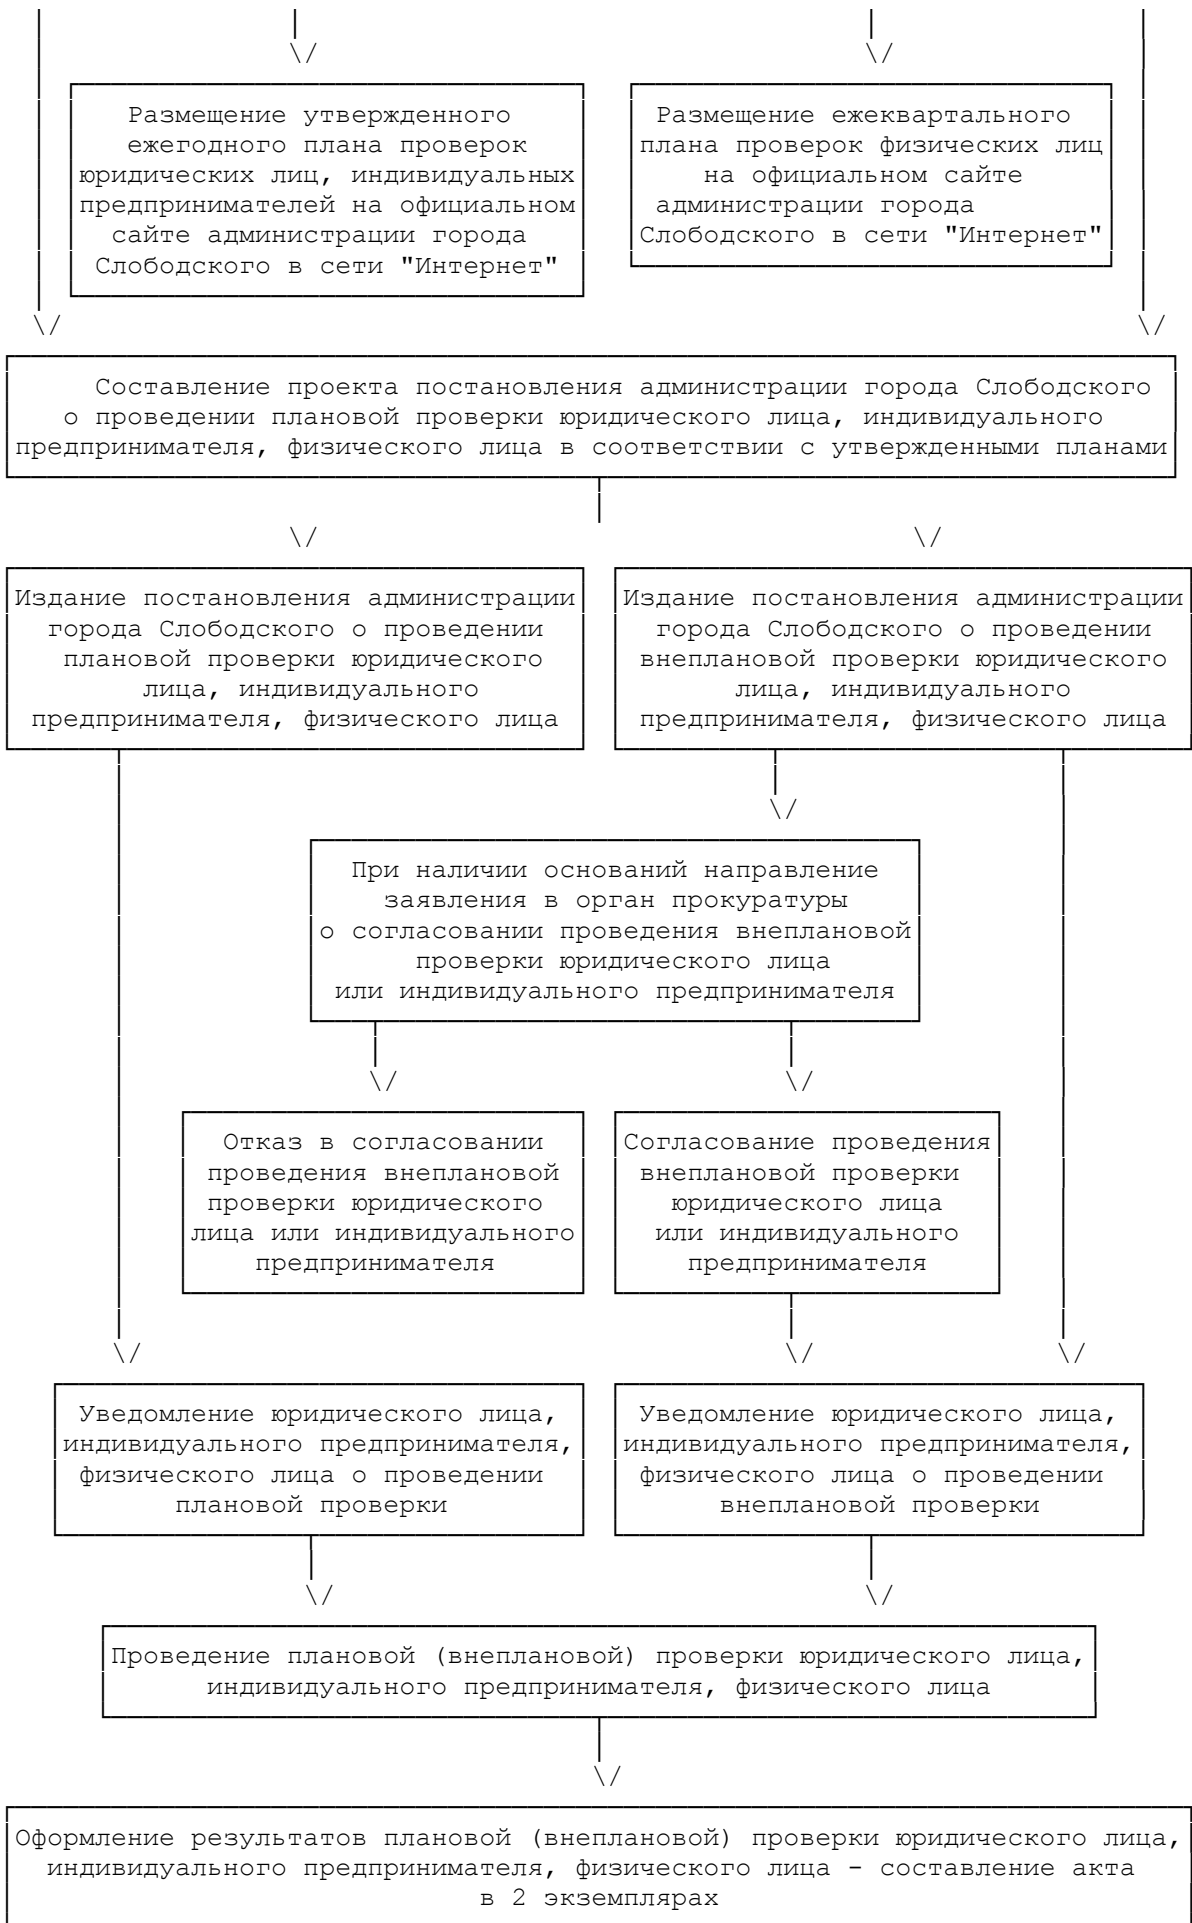 Размещение утвержденного
ежегодного плана проверок
юридических лиц, индивидуальных
предпринимателей на официальном
сайте администрации города
Слободского в сети "Интернет"
Размещение ежеквартального
плана проверок физических лиц
на официальном сайте
администрации города
Слободского в сети "Интернет"
Составление проекта постановления администрации города Слободского
о проведении плановой проверки юридического лица, индивидуального
предпринимателя, физического лица в соответствии с утвержденными планами
Издание постановления администрации
города Слободского о проведении
плановой проверки юридического
лица, индивидуального
предпринимателя, физического лица
Издание постановления администрации
города Слободского о проведении
внеплановой проверки юридического
лица, индивидуального
предпринимателя, физического лица
При наличии оснований направление
заявления в орган прокуратуры
о согласовании проведения внеплановой
проверки юридического лица
или индивидуального предпринимателя
Отказ в согласовании
проведения внеплановой
проверки юридического
лица или индивидуального
предпринимателя
Согласование проведения
внеплановой проверки
юридического лица
или индивидуального
предпринимателя
Уведомление юридического лица,
индивидуального предпринимателя,
физического лица о проведении
плановой проверки
Уведомление юридического лица,
индивидуального предпринимателя,
физического лица о проведении
внеплановой проверки
Проведение плановой (внеплановой) проверки юридического лица,
индивидуального предпринимателя, физического лица
Оформление результатов плановой (внеплановой) проверки юридического лица,
индивидуального предпринимателя, физического лица - составление акта
в 2 экземплярах